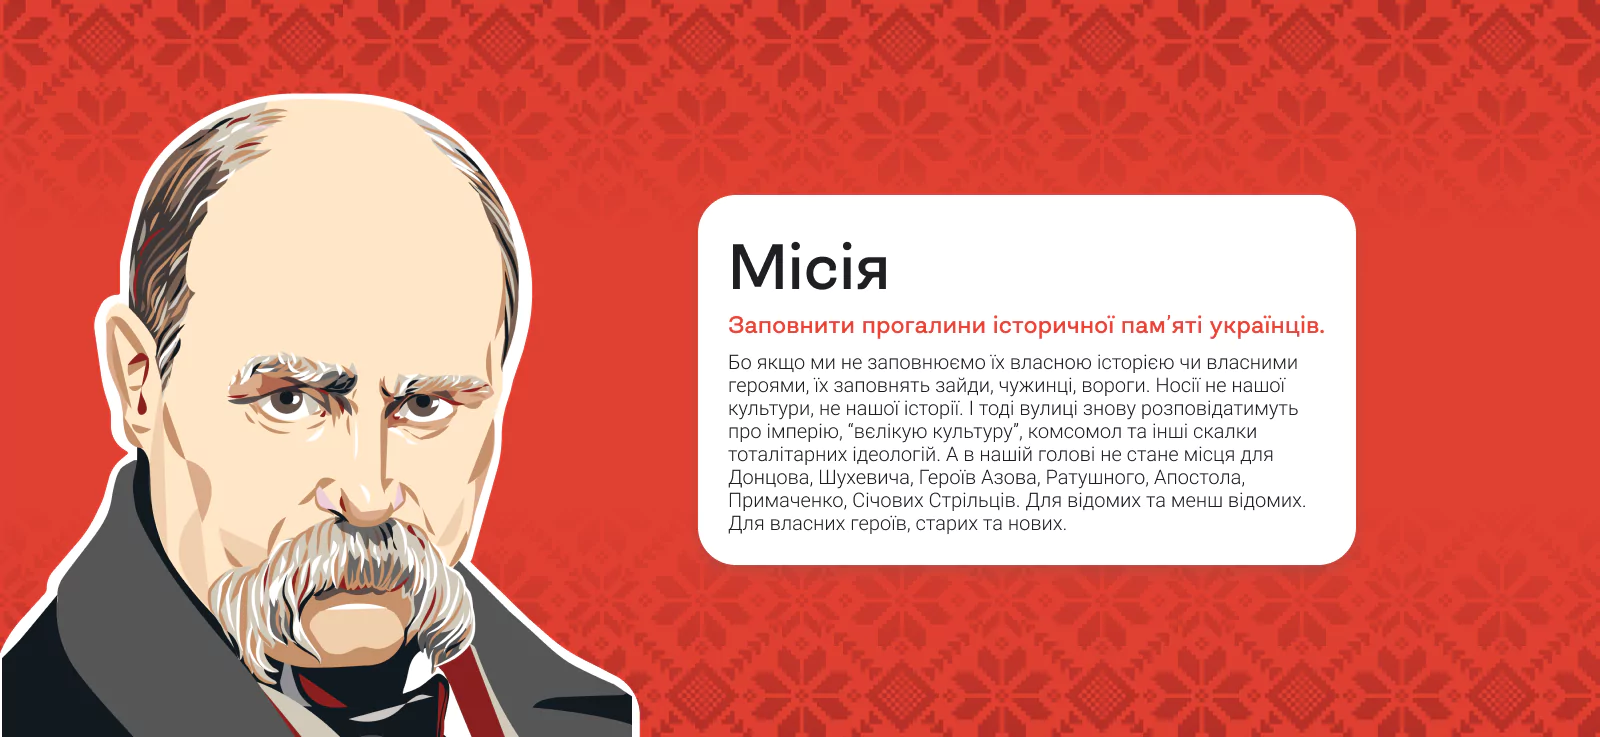 Місія
Заповнити прогалини історичної памʼяті українців.
Бо якщо ми не заповнюємо їх власною історією чи власними
героями, їх заповнять зайди, чужинці, вороги. Носії не нашої
культури, не нашої історії. І тоді вулиці знову розповідатимуть
про імперію, “вєлікую культуру”, комсомол та інші скалки
тоталітарних ідеологій. А в нашій голові не стане місця для
Донцова, Шухевича, Героїв Азова, Ратушного, Апостола,
Примаченко, Січових Стрільців. Для відомих та менш відомих.
Для власних героїв, старих та нових.